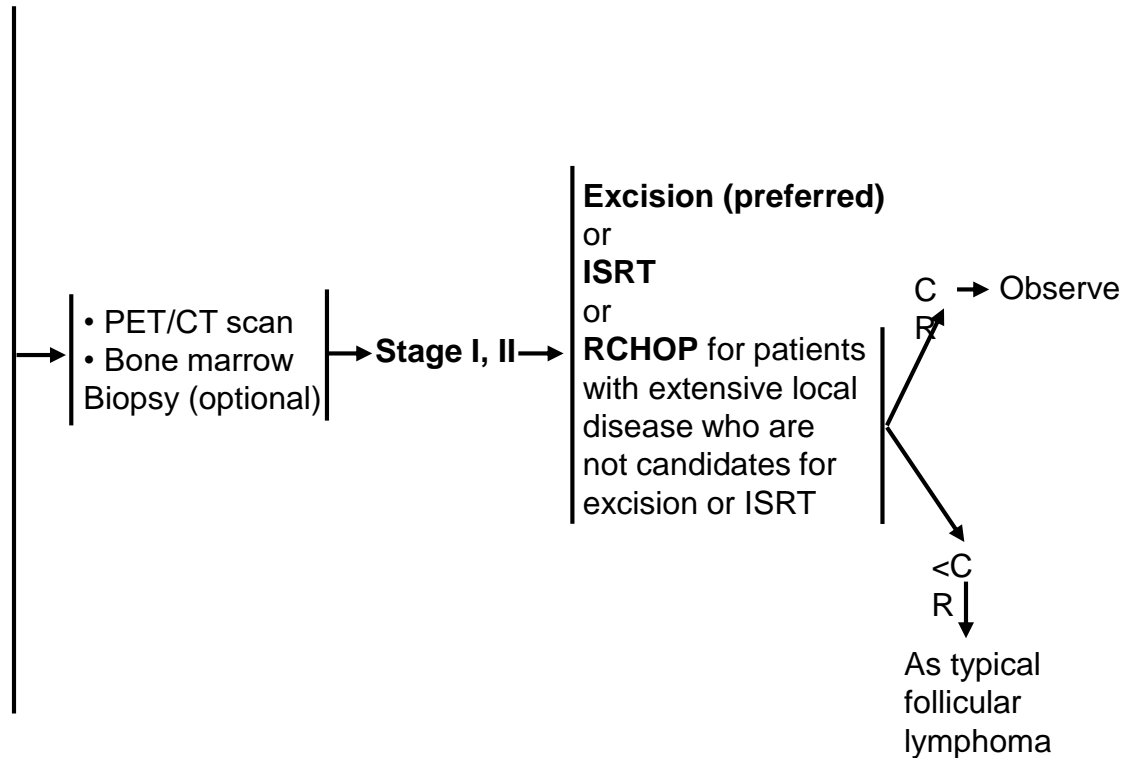 • PET/CT scan
• Bone marrow
Biopsy (optional)
Stage I, II
Excision (preferred)
or
ISRT
or
RCHOP for patients
with extensive local
disease who are
not candidates for
excision or ISRT
C
R
Observe
<C
R
As typical
follicular
lymphoma